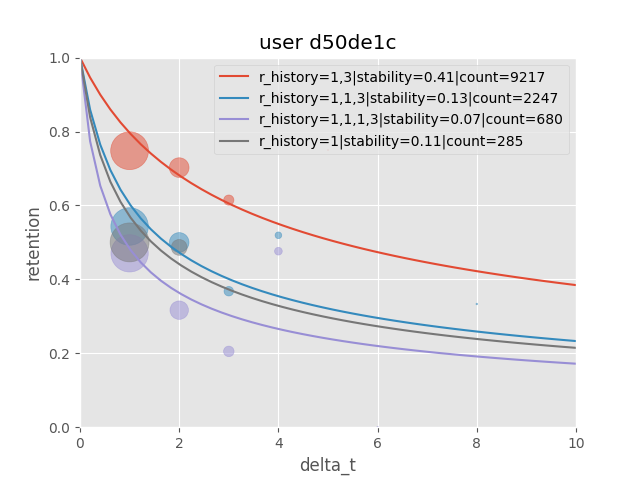 user d50de1c
r_history=1,3|stability=0.41|count=9217
r_history=1,1,3|stability=0.13|count=2247
r_history=1,1,1,3|stability=0.07|count=680
r_history=1|stability=0.11|count=285
1.0
0.8
0.6
0.4
0.2
0.0
retention
0 2 4 6 8 10
delta_t